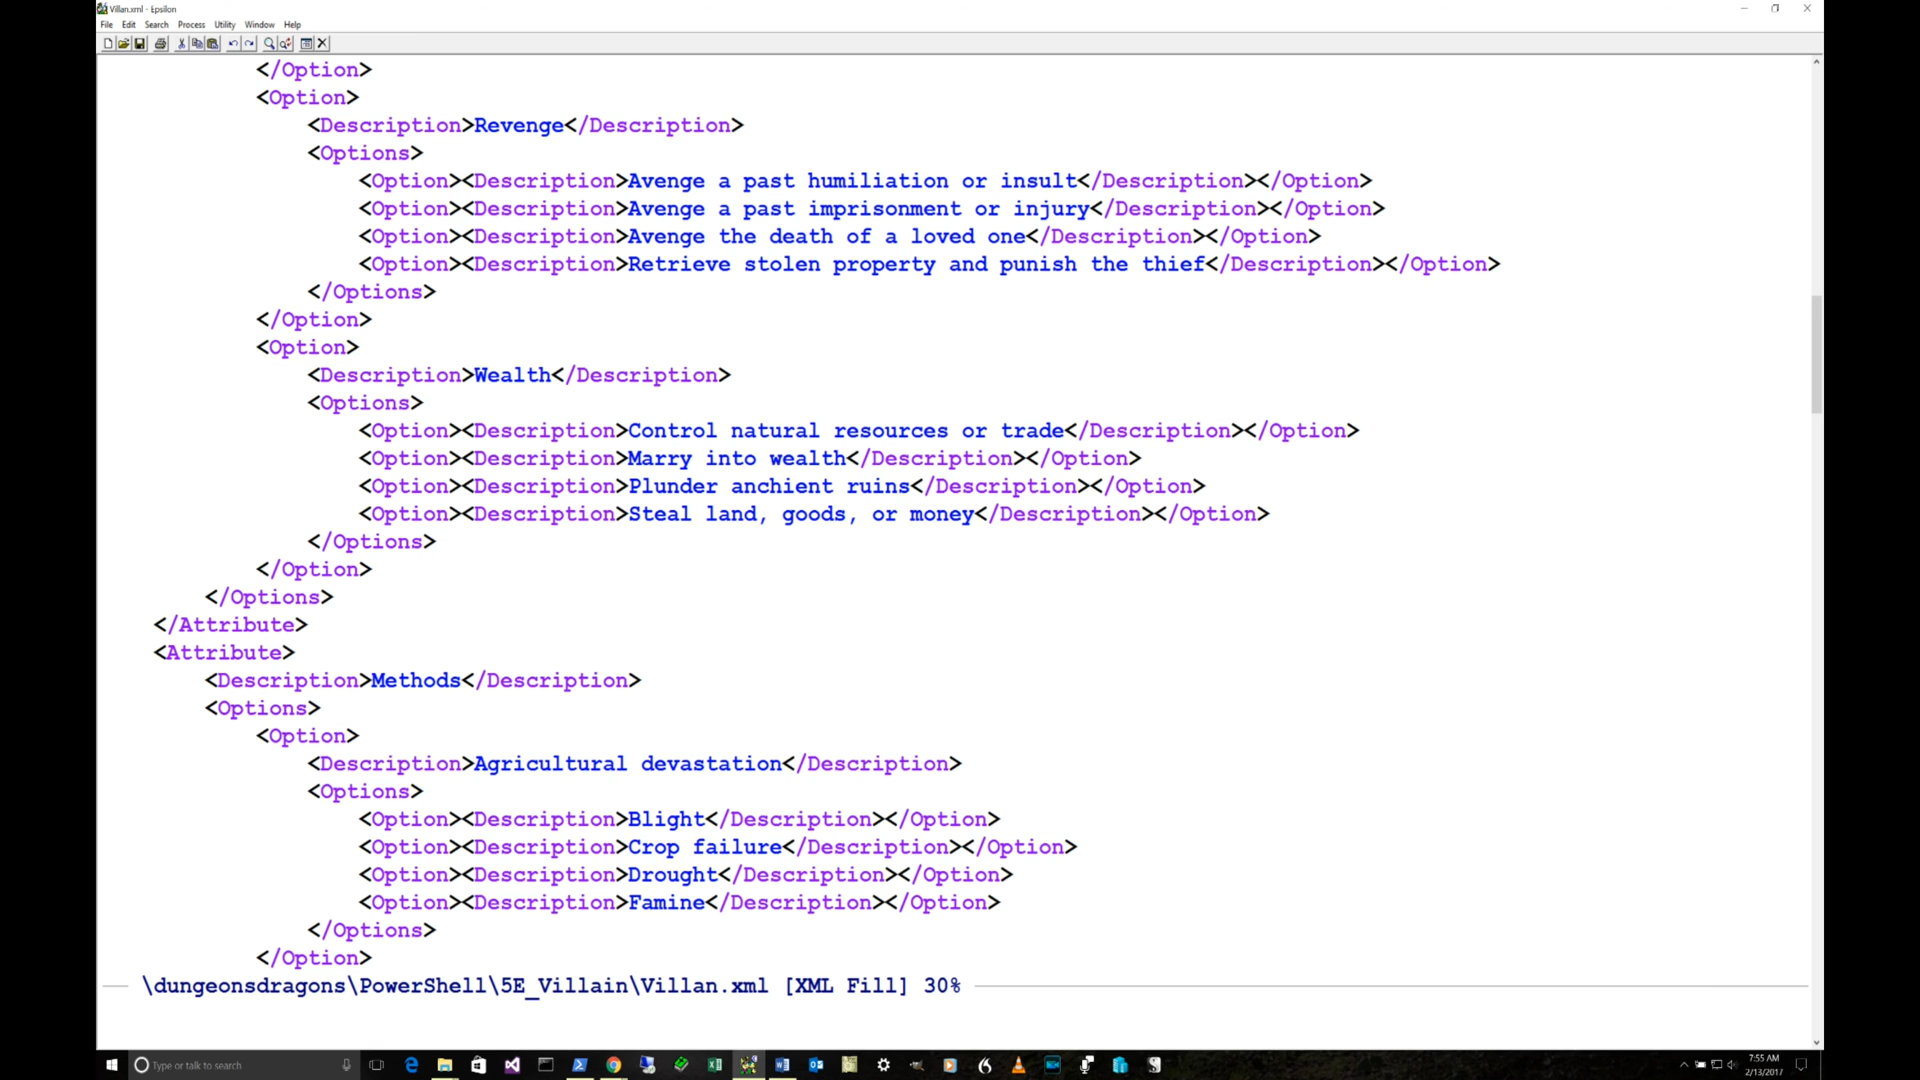 Villan.xml - Epsilon
File Edit Search Process Utility Window Help
</Option>
<Option>
<Description>Revenge</Description>
<Options>
<Option><Description>Avenge a past humiliation or insult</Description></Option>
<Option><Description>Avenge a past imprisonment or injury</Description></Option>
<Option><Description>Avenge the death of a loved one</Description></Option>
<Option><Description>Retrieve stolen property and punish the thief</Description></Option>
</Options>
</Option>
<Option>
<Description>Wealth</Description>
<Options>
<Option><Description>Control natural resources or trade</Description></Option>
<Option><Description>Marry into wealth</Description></Option>
<Option><Description>Plunder anchient ruins</Description></Option>
<Option><Description>Steal land, goods, or money</Description></Option>
</Options>
</Option>
</Options>
</Attribute>
<Attribute>
<Description>Methods</Description>
<Options>
<Option>
<Description>Agricultural devastation</Description>
<Options>
<Option><Description>Blight</Description></Option>
<Option><Description>Crop failure</Description></Option>
<Option><Description>Drought</Description></Option>
<Option><Description>Famine</Description></Option>
</Options>
</Option>
\dungeonsdragons\PowerShell\5E_Villain\Villan.xml [XML Fill] 30%
Type or talk to search
7:55 AM
2/13/2017